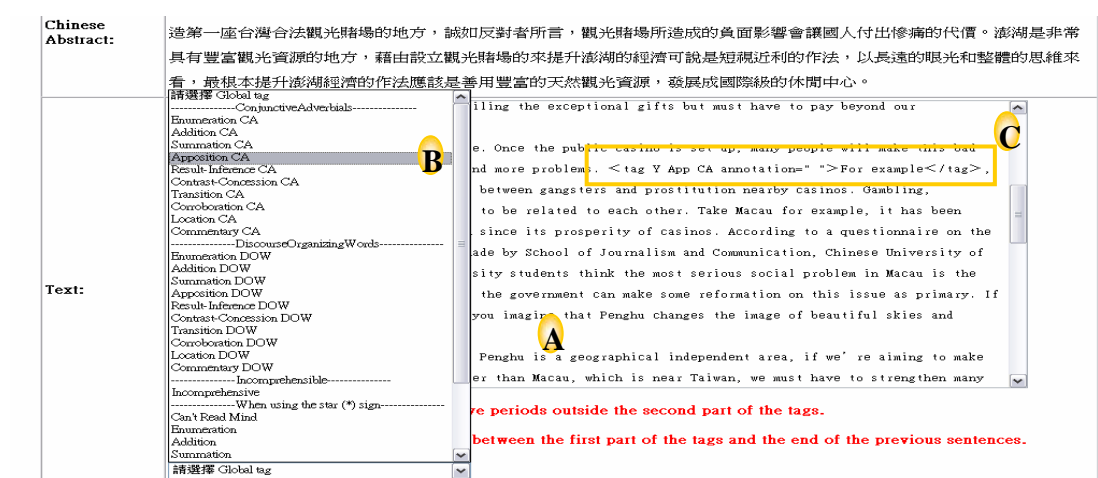 Chinese Abstract:
造第一座台灣合法觀光賭場的地方，誠如反對者所言，觀光賭場所造成的負面影響會讓國人付出慘痛的代價。澎湖是非常
具有豐富觀光資源的地方，藉由設立觀光賭場的來提升澎湖的經濟可說是短視近利的作法，以長遠的眼光和整體的思維來
看，最根本提升澎湖經濟的作法應該是善用豐富的天然觀光資源，發展成國際級的休閒中心。
Text:
請選擇 Global tag
--------------ConjunctiveAdverbials--------------
Enumeration CA
Addition CA
Summation CA
Apposition CA
Result-Inference CA
Contrast-Concession CA
Transition CA
Corroboration CA
Location CA
Commentary CA
--------------DiscourseOrganizingWords--------------
Enumeration DOW
Addition DOW
Summation DOW
Apposition DOW
Result-Inference DOW
Contrast-Concession DOW
Transition DOW
Corroboration DOW
Location DOW
Commentary DOW
--------------Incomprehensible--------------
Incomprehensive
--------------When using the star (*) sign--------------
Can't Read Mind
Enumeration
Addition
Summation
請選擇 Global tag
B
iling the exceptional gifts but must have to pay beyond our
C
e. Once the public casino is set up, many people will make this bad
nd more problems. <tag Y App CA annotation=" ">For example</tag>,
between gangsters and prostitution nearby casinos. Gambling,
to be related to each other. Take Macau for example, it has been
since its prosperity of casinos. According to a questionnaire on the
ade by School of Journalism and Communication, Chinese University of
sity students think the most serious social problem in Macau is the
the government can make some reformation on this issue as primary. If
you imagine that Penghu changes the image of beautiful skies and
A
Penghu is a geographical independent area, if we're aiming to make
er than Macau, which is near Taiwan, we must have to strengthen many
ve periods outside the second part of the tags.
between the first part of the tags and the end of the previous sentences.